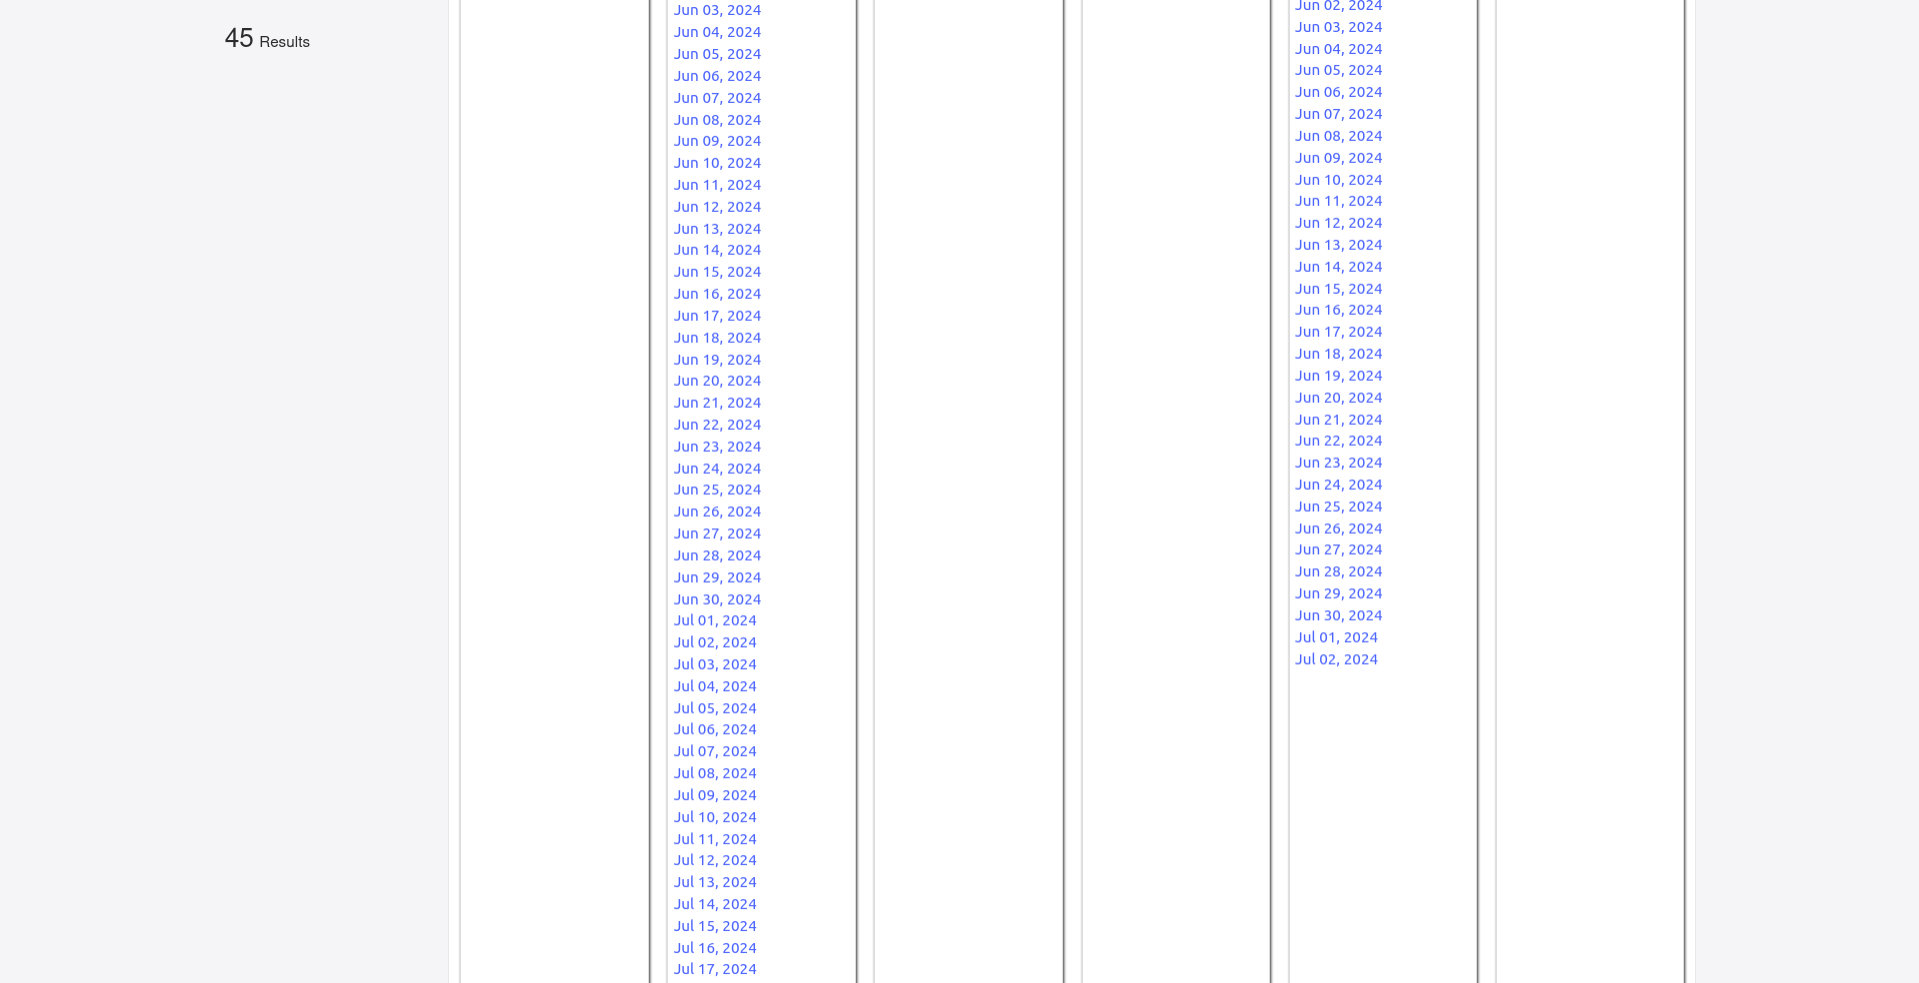 45 Results
Jun 03, 2024
Jun 04, 2024
Jun 05, 2024
Jun 06, 2024
Jun 07, 2024
Jun 08, 2024
Jun 09, 2024
Jun 10, 2024
Jun 11, 2024
Jun 12, 2024
Jun 13, 2024
Jun 14, 2024
Jun 15, 2024
Jun 16, 2024
Jun 17, 2024
Jun 18, 2024
Jun 19, 2024
Jun 20, 2024
Jun 21, 2024
Jun 22, 2024
Jun 23, 2024
Jun 24, 2024
Jun 25, 2024
Jun 26, 2024
Jun 27, 2024
Jun 28, 2024
Jun 29, 2024
Jun 30, 2024
Jul 01, 2024
Jul 02, 2024
Jul 03, 2024
Jul 04, 2024
Jul 05, 2024
Jul 06, 2024
Jul 07, 2024
Jul 08, 2024
Jul 09, 2024
Jul 10, 2024
Jul 11, 2024
Jul 12, 2024
Jul 13, 2024
Jul 14, 2024
Jul 15, 2024
Jul 16, 2024
Jul 17, 2024
Jun 02, 2024
Jun 03, 2024
Jun 04, 2024
Jun 05, 2024
Jun 06, 2024
Jun 07, 2024
Jun 08, 2024
Jun 09, 2024
Jun 10, 2024
Jun 11, 2024
Jun 12, 2024
Jun 13, 2024
Jun 14, 2024
Jun 15, 2024
Jun 16, 2024
Jun 17, 2024
Jun 18, 2024
Jun 19, 2024
Jun 20, 2024
Jun 21, 2024
Jun 22, 2024
Jun 23, 2024
Jun 24, 2024
Jun 25, 2024
Jun 26, 2024
Jun 27, 2024
Jun 28, 2024
Jun 29, 2024
Jun 30, 2024
Jul 01, 2024
Jul 02, 2024